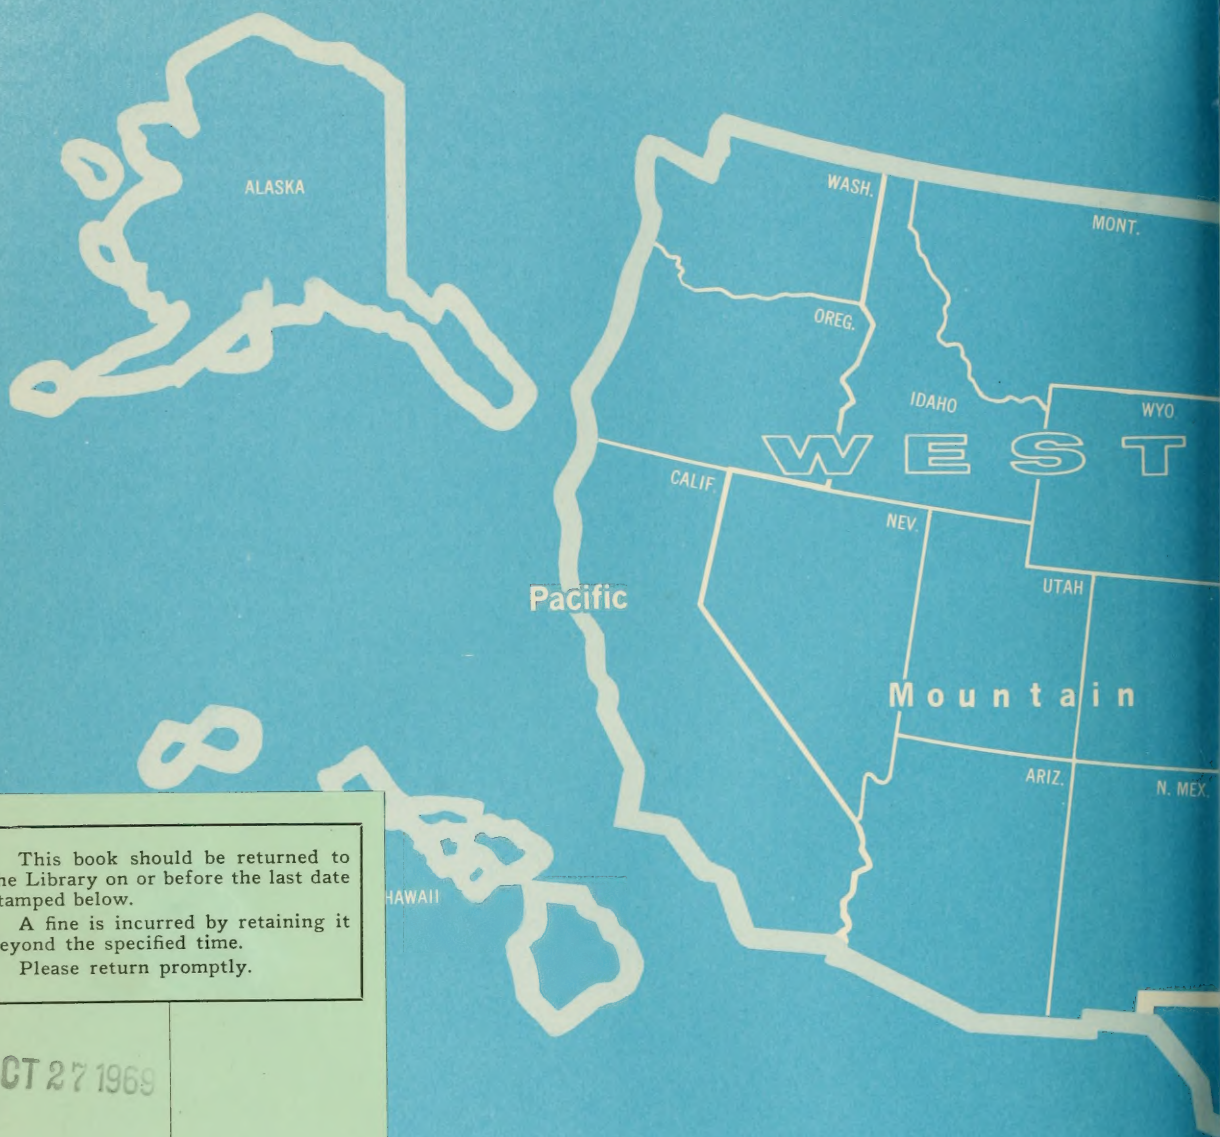 ALASKA
WASH.
MONT.
OREG.
IDAHO
WYO.
WEST
CALIF.
NEV.
UTAH
Pacific
Mountain
ARIZ.
N. MEX.
HAWAII
This book should be returned to
he Library on or before the last date
tamped below.
A fine is incurred by retaining it
eyond the specified time.
Please return promptly.
CT 27 1969